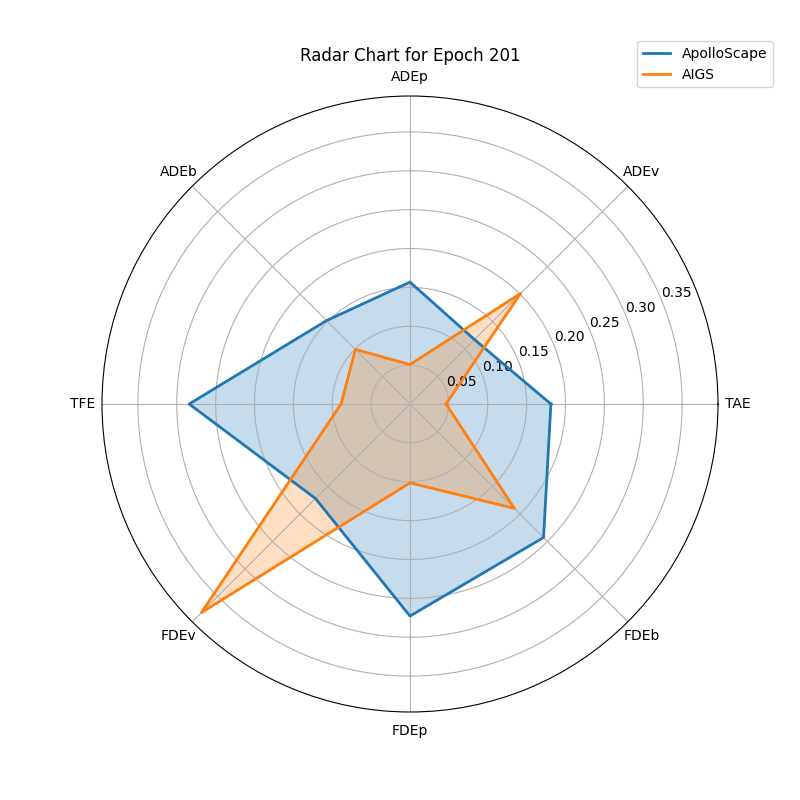 Radar Chart for Epoch 201
ApolloScape
AIGS
ADEp
ADEb
ADEv
0.35
0.30
0.25
0.20
0.15
0.10
0.05
TFE
TAE
FDEv
FDEb
FDEp